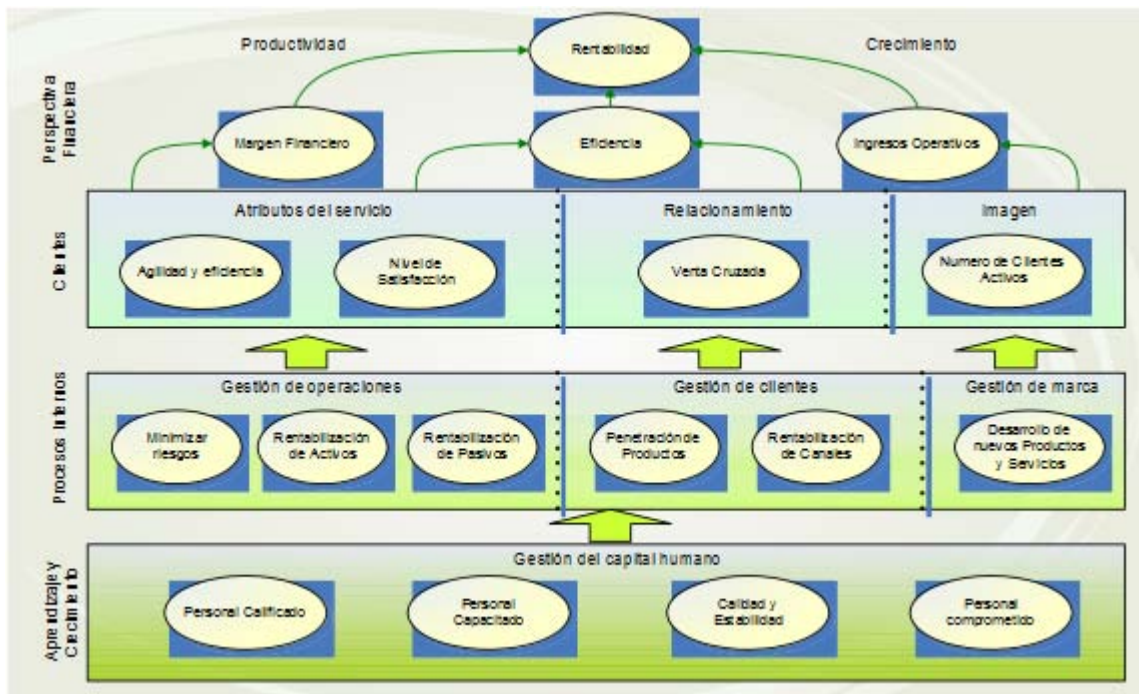 Productividad
Rentabilidad
Crecimiento
Perspectiva
Financiera
Margen Financiero
Eficiencia
Ingresos Operativos
Clientes
Atributos del servicio
Relacionamiento
Imagen
Agilidad y eficiencia
Nivel de
Satisfacción
Venta Cruzada
Numero de Clientes
Activos
Procesos Internos
Gestión de operaciones
Gestión de clientes
Gestión de marca
Minimizar
riesgos
Rentabilización
de Activos
Rentabilización
de Pasivos
Penetración de
Productos
Rentabilización
de Canales
Desarrollo de
nuevos Productos
y Servicios
Aprendizaje y
Crecimiento
Gestión del capital humano
Personal Calificado
Personal
Capacitado
Calidad y
Estabilidad
Personal
comprometido